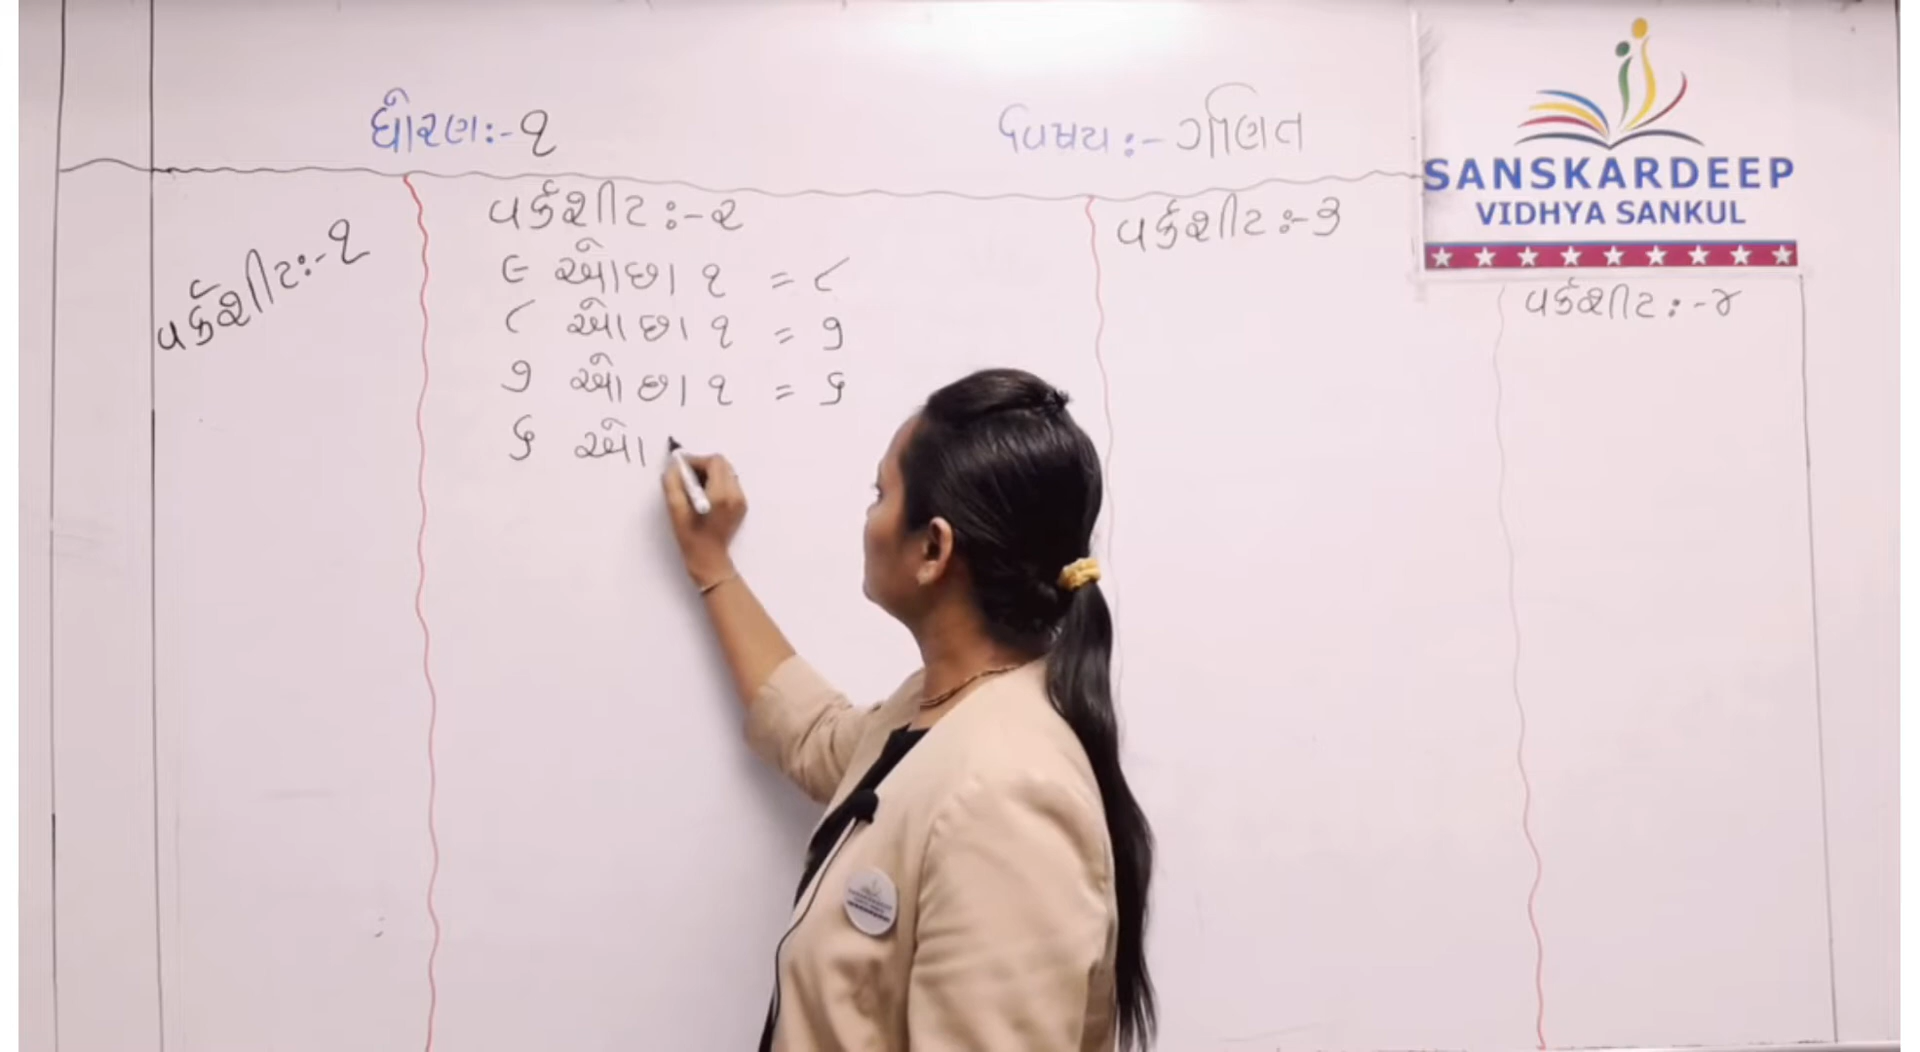 ધોરણ:- ૧
વિષય:- ગણિત
SANSKARDEEP
VIDHYA SANKUL
વર્કશીટ:-૧
વર્કશીટ:-૨
૯ ઓછા ૧ = ૮
૮ ઓછા ૧ = ૭
૭ ઓછા ૧ = ૬
૬ ઓ
વર્કશીટ:-૩
વર્કશીટ:-૪